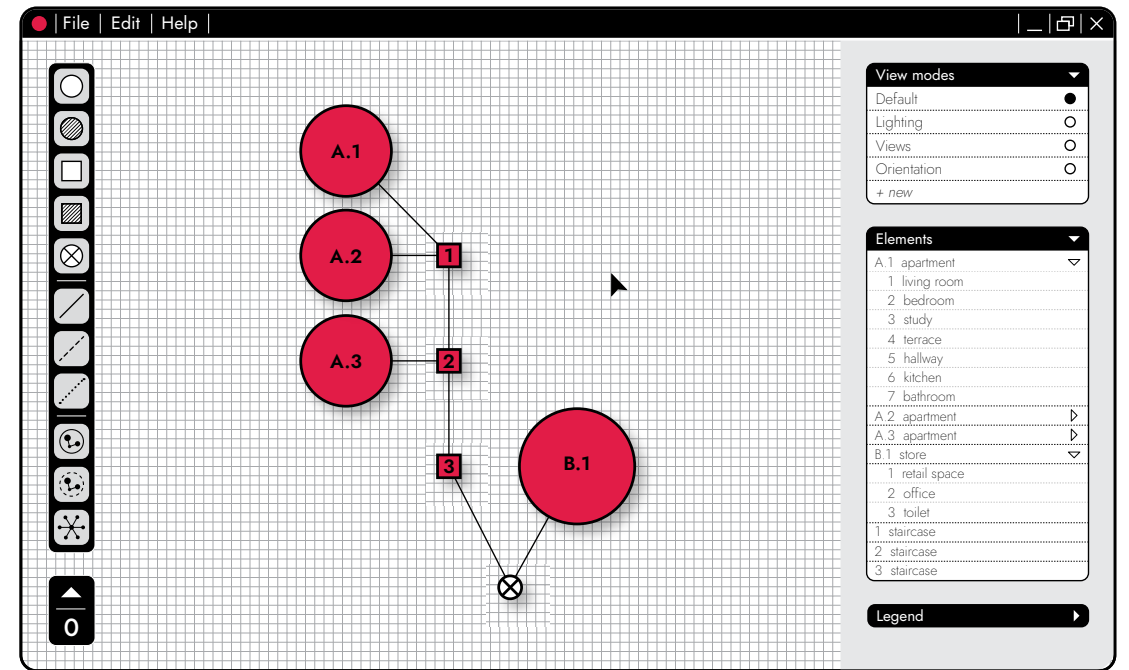 File | Edit | Help |
View modes
Default
Lighting
Views
Orientation
+ new
A.1
A.2
A.3
B.1
1
2
3
0
Elements
A.1 apartment
1 living room
2 bedroom
3 study
4 terrace
5 hallway
6 kitchen
7 bathroom
A.2 apartment
A.3 apartment
B.1 store
1 retail space
2 office
3 toilet
1 staircase
2 staircase
3 staircase
Legend